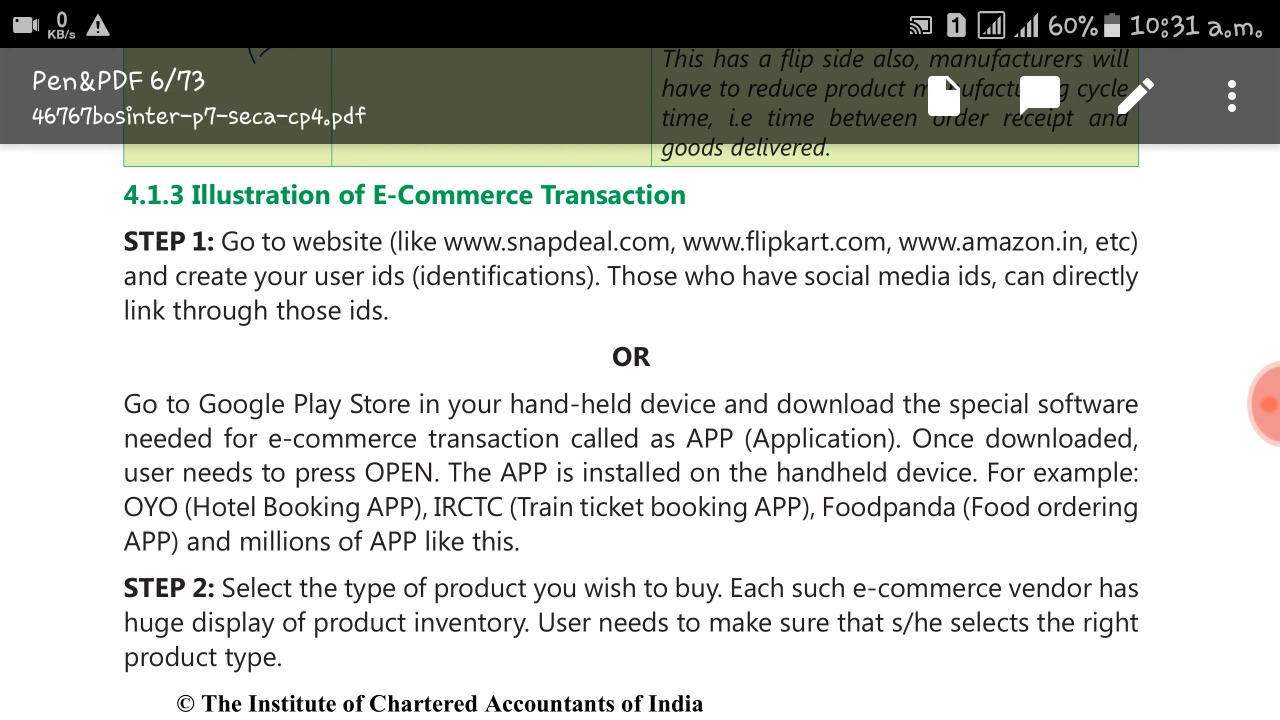 0
KB/s
1
60%
10:31 a.m.
This has a flip side also, manufacturers will
Pen&PDF 6/73
have to reduce product manufacturing cycle
46767bosinter-p7-seca-cp4.pdf
time, i.e time between order receipt and
goods delivered.
4.1.3 Illustration of E-Commerce Transaction
STEP 1: Go to website (like www.snapdeal.com, www.flipkart.com, www.amazon.in, etc)
and create your user ids (identifications). Those who have social media ids, can directly
link through those ids.
OR
Go to Google Play Store in your hand-held device and download the special software
needed for e-commerce transaction called as APP (Application). Once downloaded,
user needs to press OPEN. The APP is installed on the handheld device. For example:
OYO (Hotel Booking APP), IRCTC (Train ticket booking APP), Foodpanda (Food ordering
APP) and millions of APP like this.
STEP 2: Select the type of product you wish to buy. Each such e-commerce vendor has
huge display of product inventory. User needs to make sure that s/he selects the right
product type.
© The Institute of Chartered Accountants of India